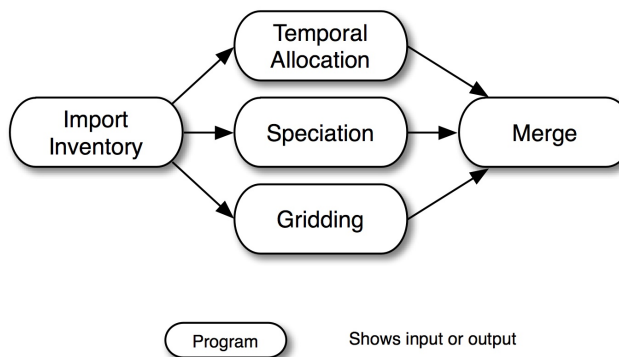 Temporal
Allocation
Import
Inventory
Speciation
Merge
Gridding
Program
Shows input or output